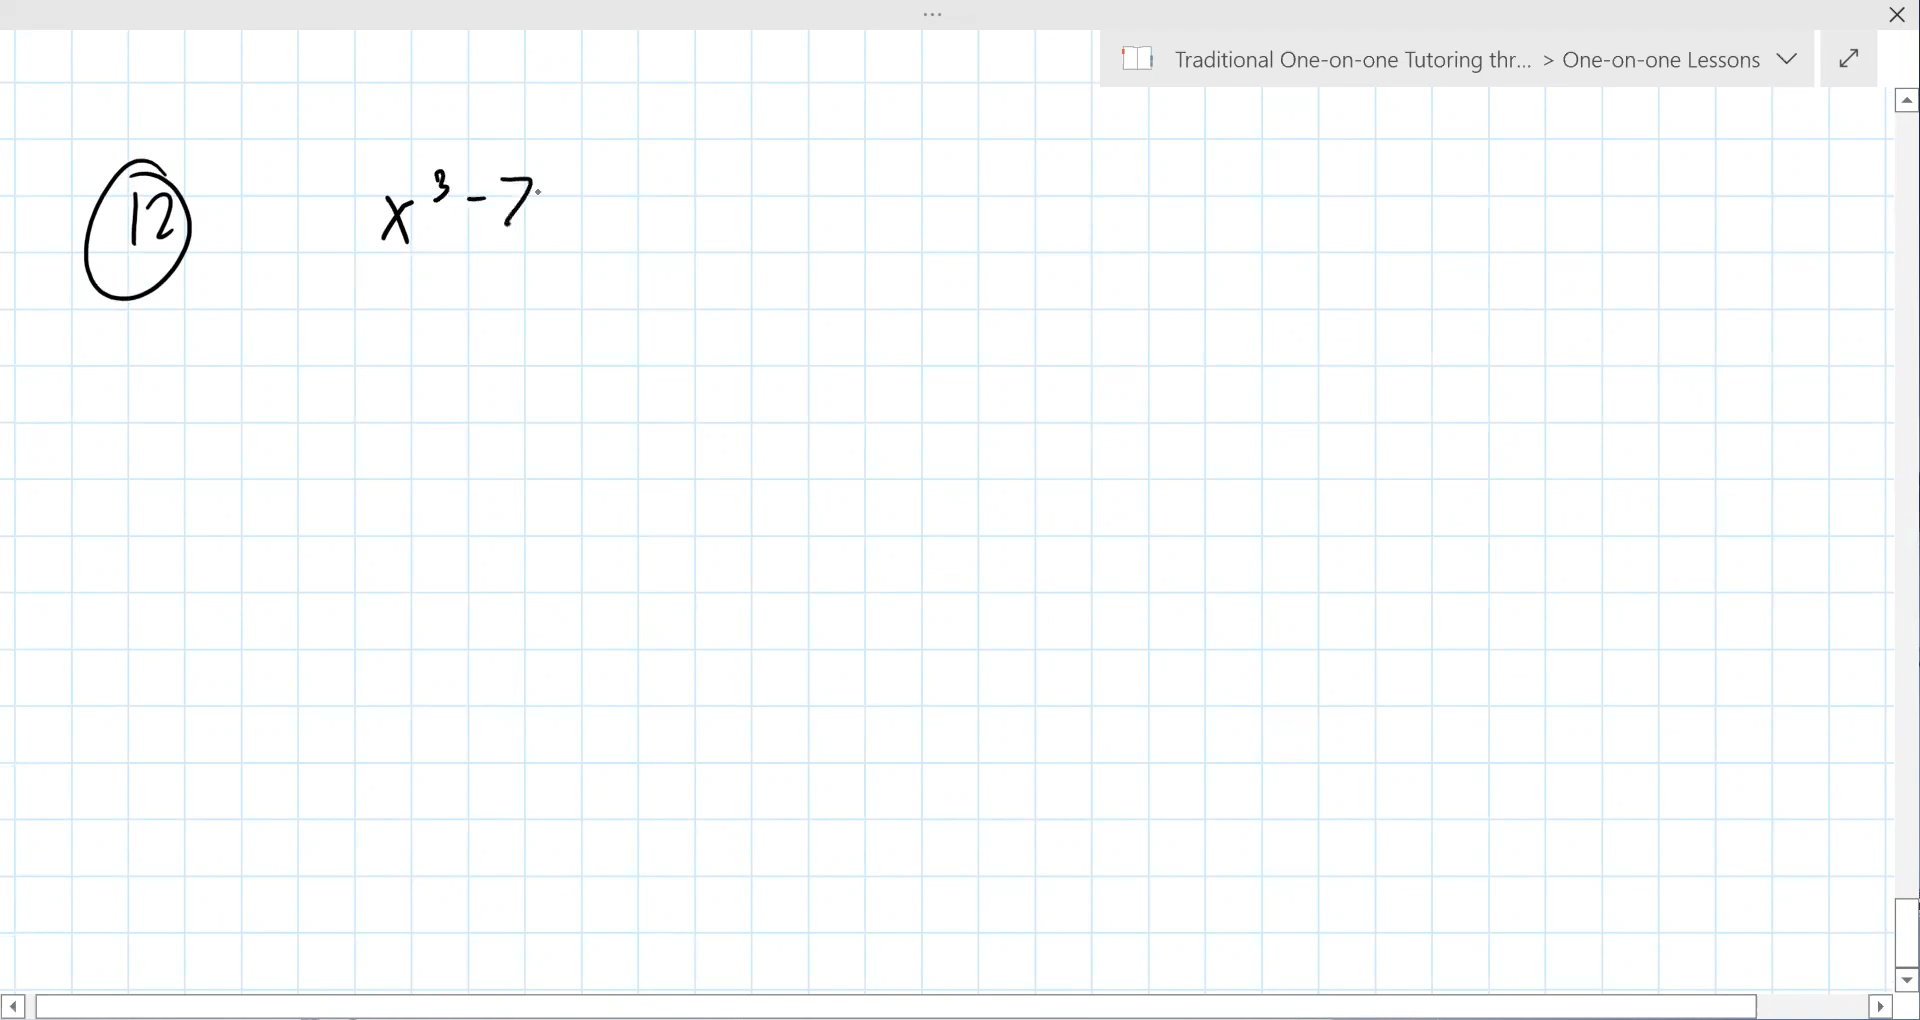 ...
Traditional One-on-one Tutoring thr... > One-on-one Lessons
12 x³ - 7